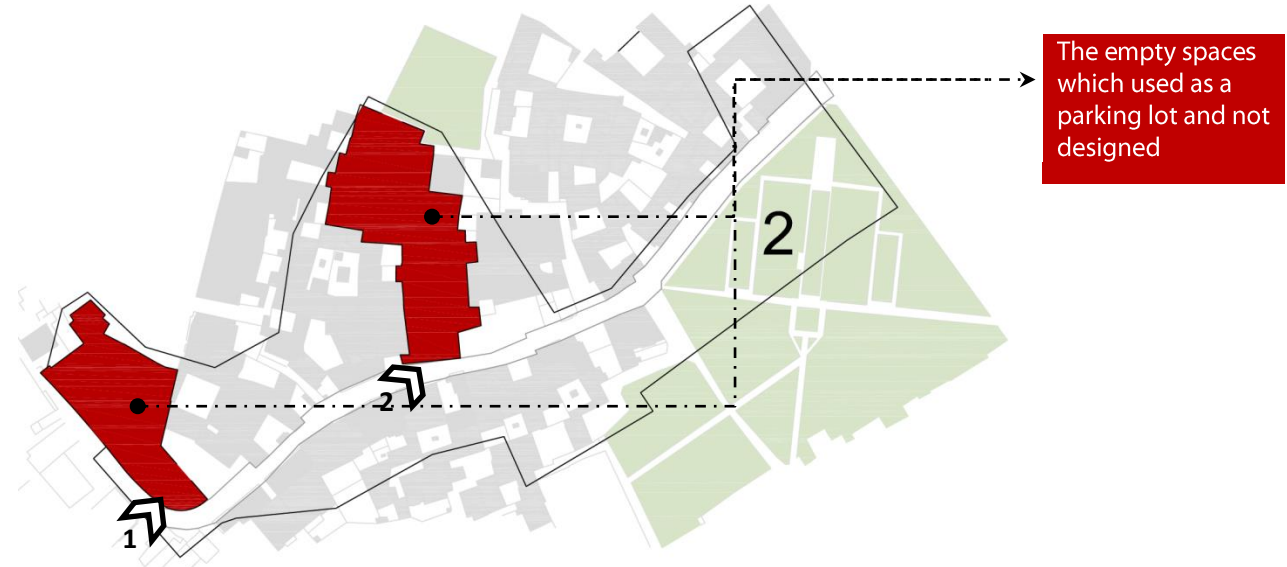 The empty spaces
which used as a
parking lot and not
designed
2
2
1